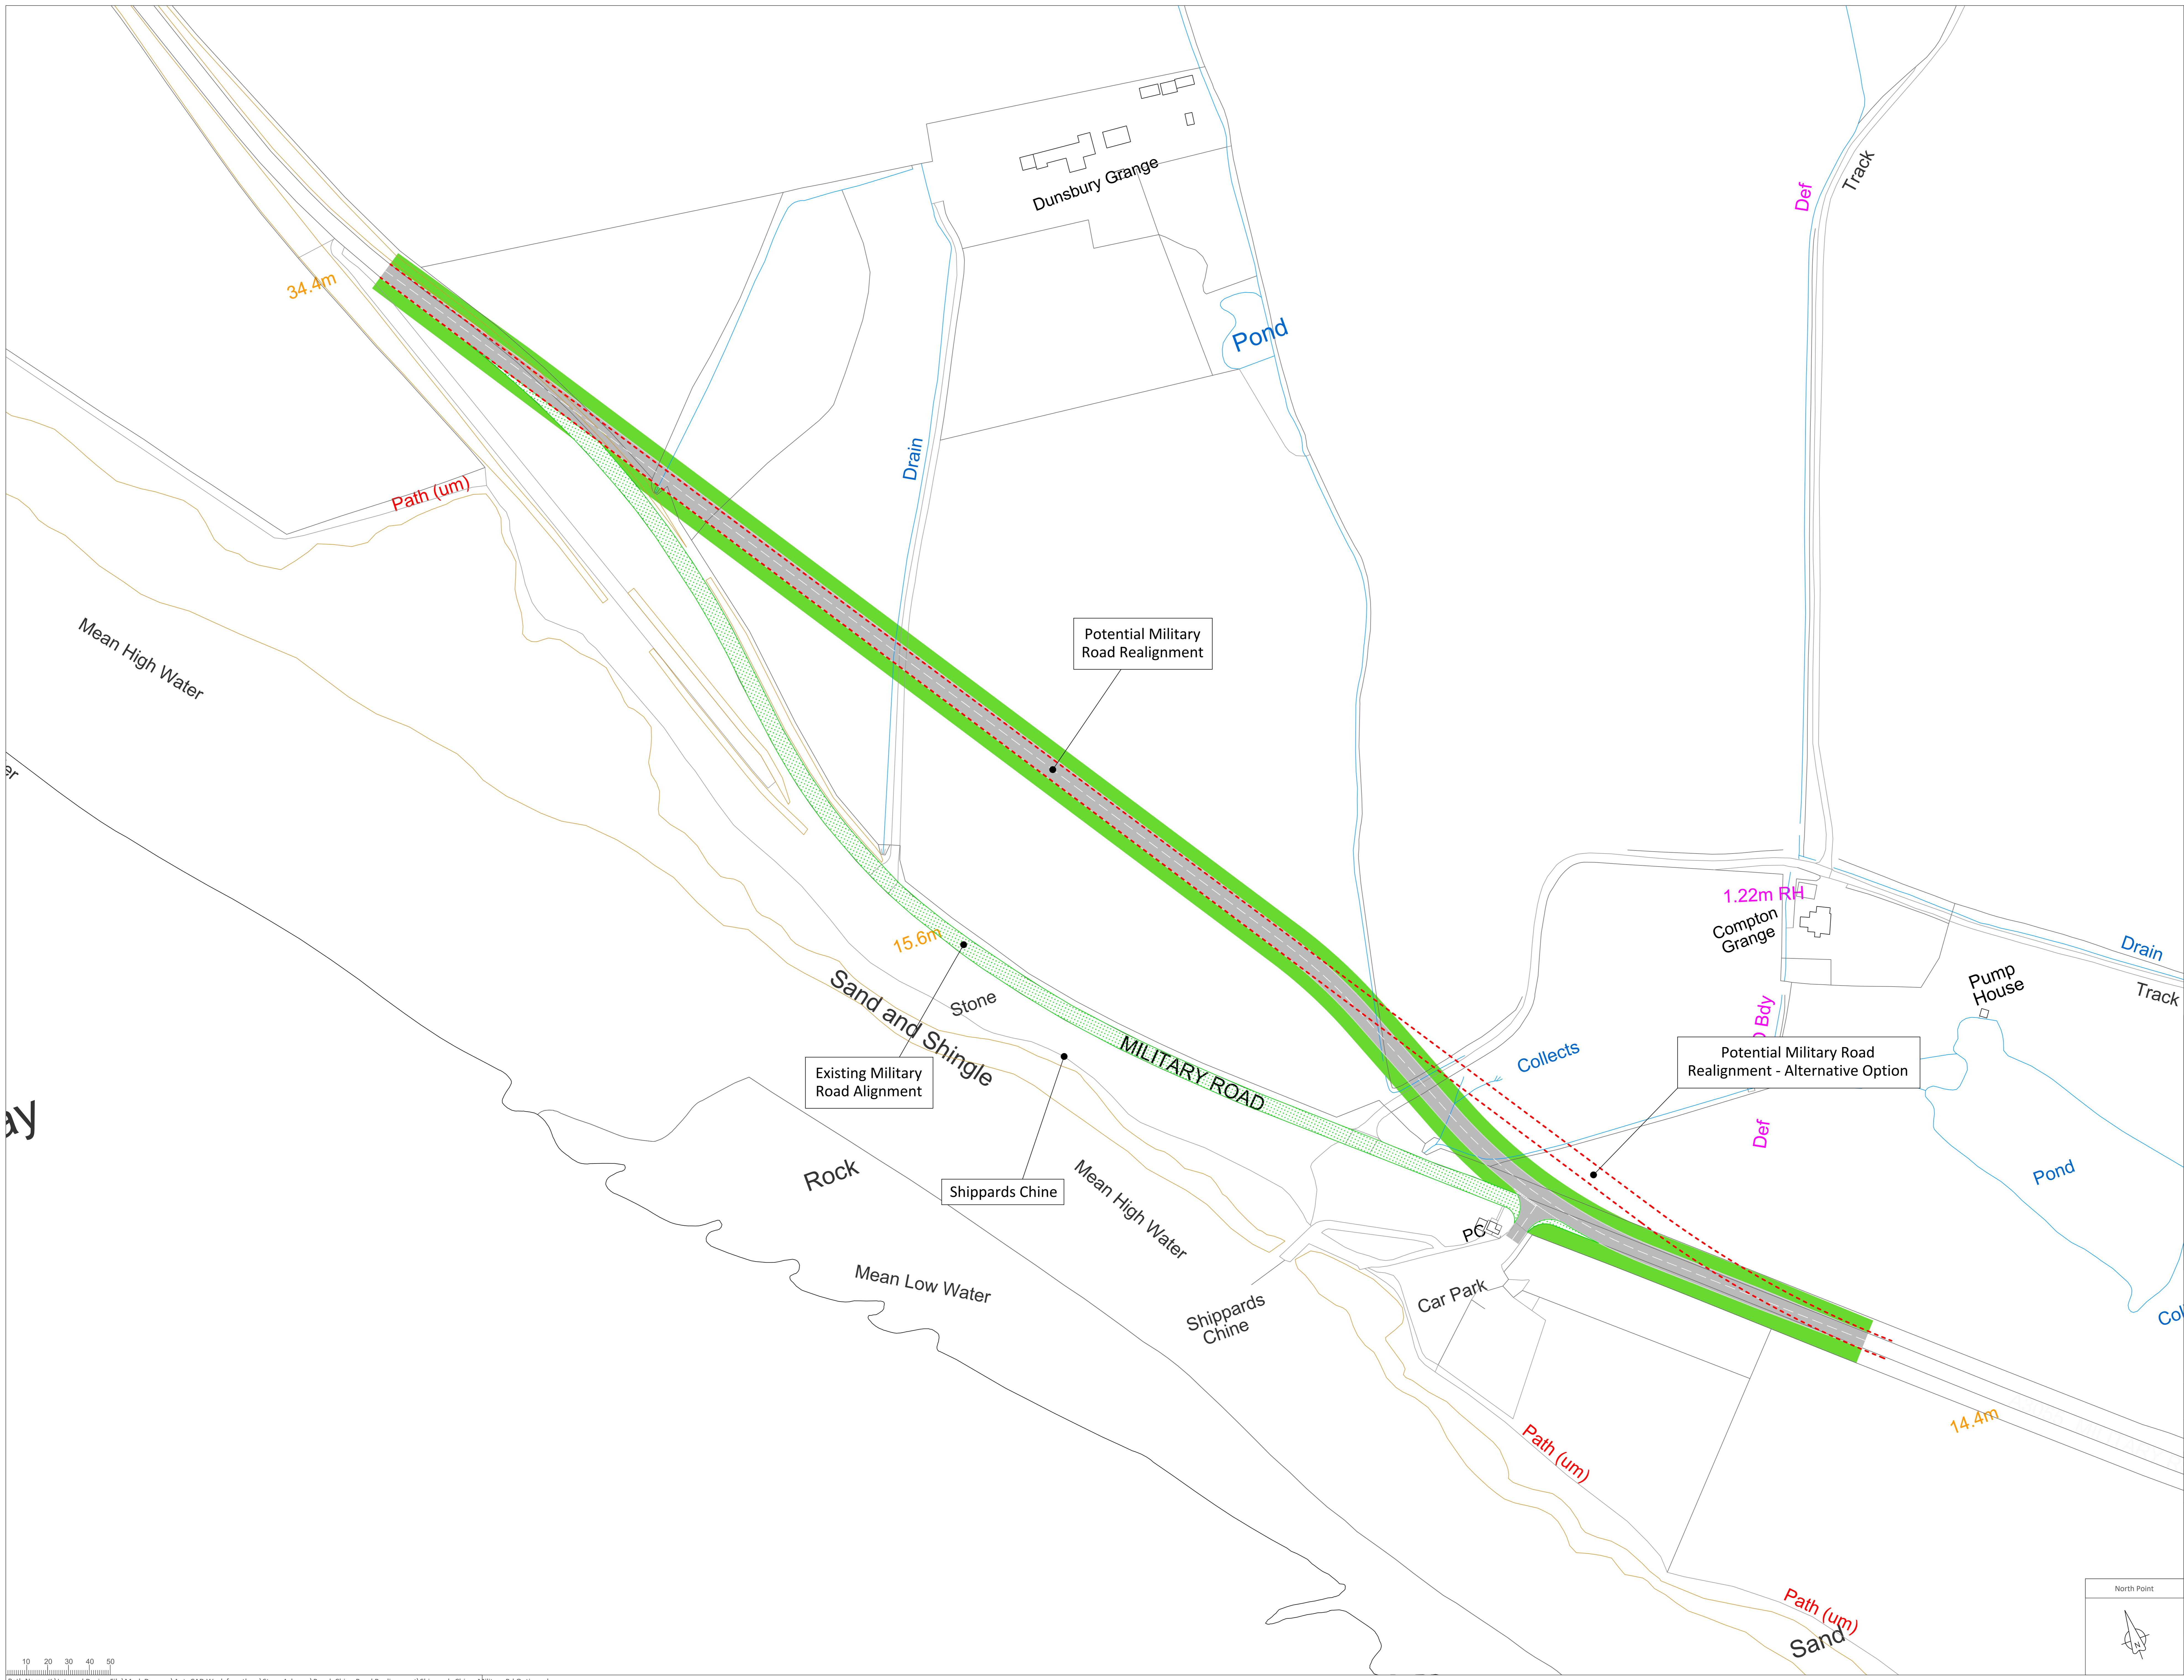 Dunsbury Grange
Def
Track
34.4m
Pond
Drain
Path (um)
Mean High Water
Potential Military
Road Realignment
1.22m RH
Compton
Grange
Drain
Pump
House
Track
15.6m
Sand and Shingle
Stone
Bdy
Existing Military
Road Alignment
MILITARY ROAD
Collects
Potential Military Road
Realignment - Alternative Option
Def
Rock
Shippards Chine
Mean High Water
Pond
PC
Mean Low Water
Car Park
Shippards
Chine
14.4m
Path (um)
Path (um)
Sand
North Point
N
10 20 30 40 50